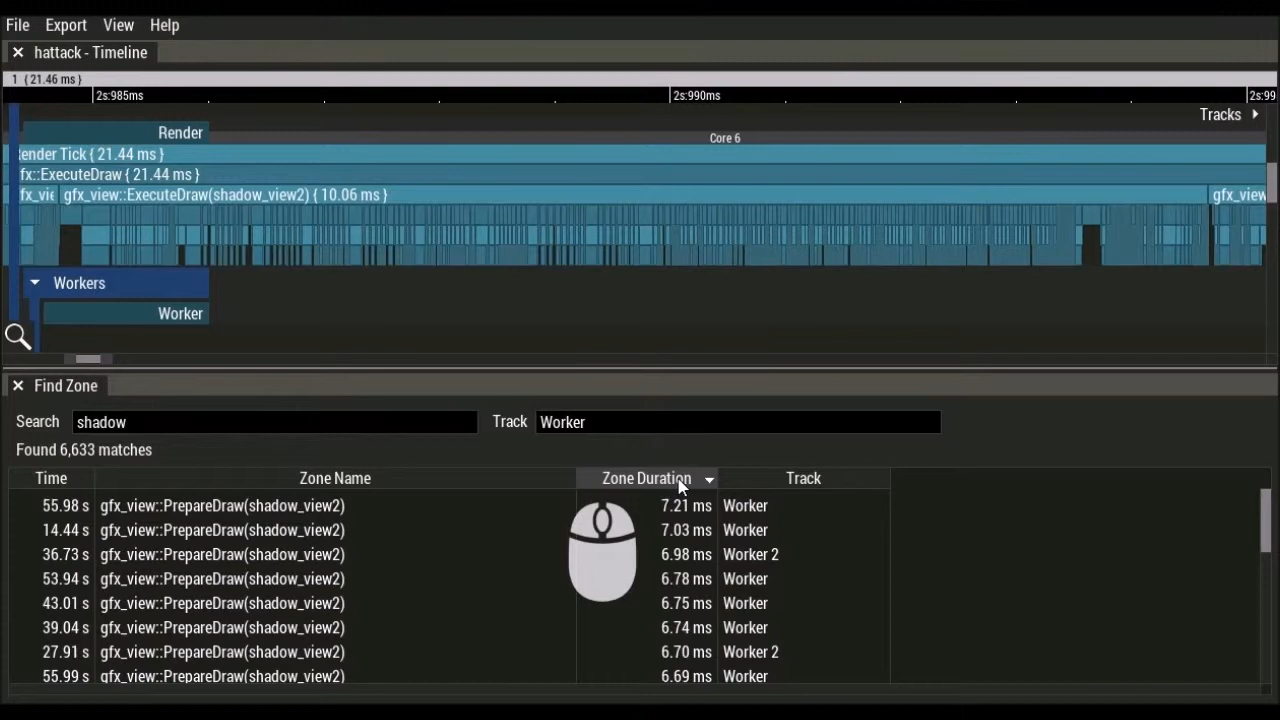 File Export View Help
✕ hattack - Timeline
1 { 21.46 ms }
2s:985ms 2s:990ms 2s:99
Tracks
Render Core 6
ender Tick { 21.44 ms }
fx::ExecuteDraw { 21.44 ms }
fx_vie gfx_view::ExecuteDraw(shadow_view2) { 10.06 ms } gfx_view
Workers
Worker
✕ Find Zone
Search shadow Track Worker
Found 6,633 matches
Time Zone Name Zone Duration Track
55.98 s gfx_view::PrepareDraw(shadow_view2) 7.21 ms Worker
14.44 s gfx_view::PrepareDraw(shadow_view2) 7.03 ms Worker
36.73 s gfx_view::PrepareDraw(shadow_view2) 6.98 ms Worker 2
53.94 s gfx_view::PrepareDraw(shadow_view2) 6.78 ms Worker
43.01 s gfx_view::PrepareDraw(shadow_view2) 6.75 ms Worker
39.04 s gfx_view::PrepareDraw(shadow_view2) 6.74 ms Worker
27.91 s gfx_view::PrepareDraw(shadow_view2) 6.70 ms Worker 2
55.99 s gfx_view::PrepareDraw(shadow_view2) 6.69 ms Worker